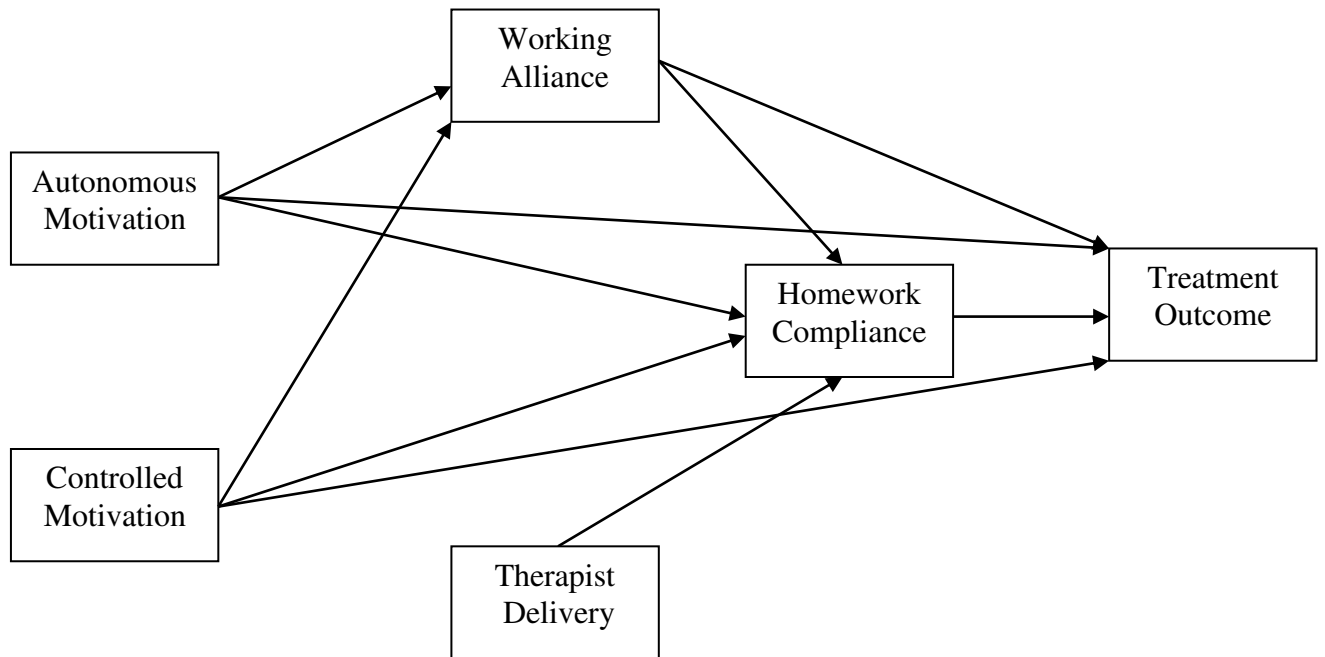 Working
Alliance
Autonomous
Motivation
Homework
Compliance
Treatment
Outcome
Controlled
Motivation
Therapist
Delivery